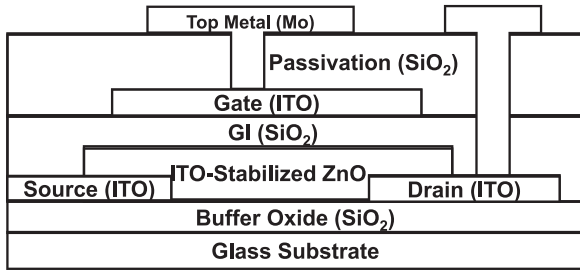 Top Metal (Mo)
Passivation (SiO₂)
Gate (ITO)
GI (SiO₂)
ITO-Stabilized ZnO
Source (ITO) Drain (ITO)
Buffer Oxide (SiO₂)
Glass Substrate